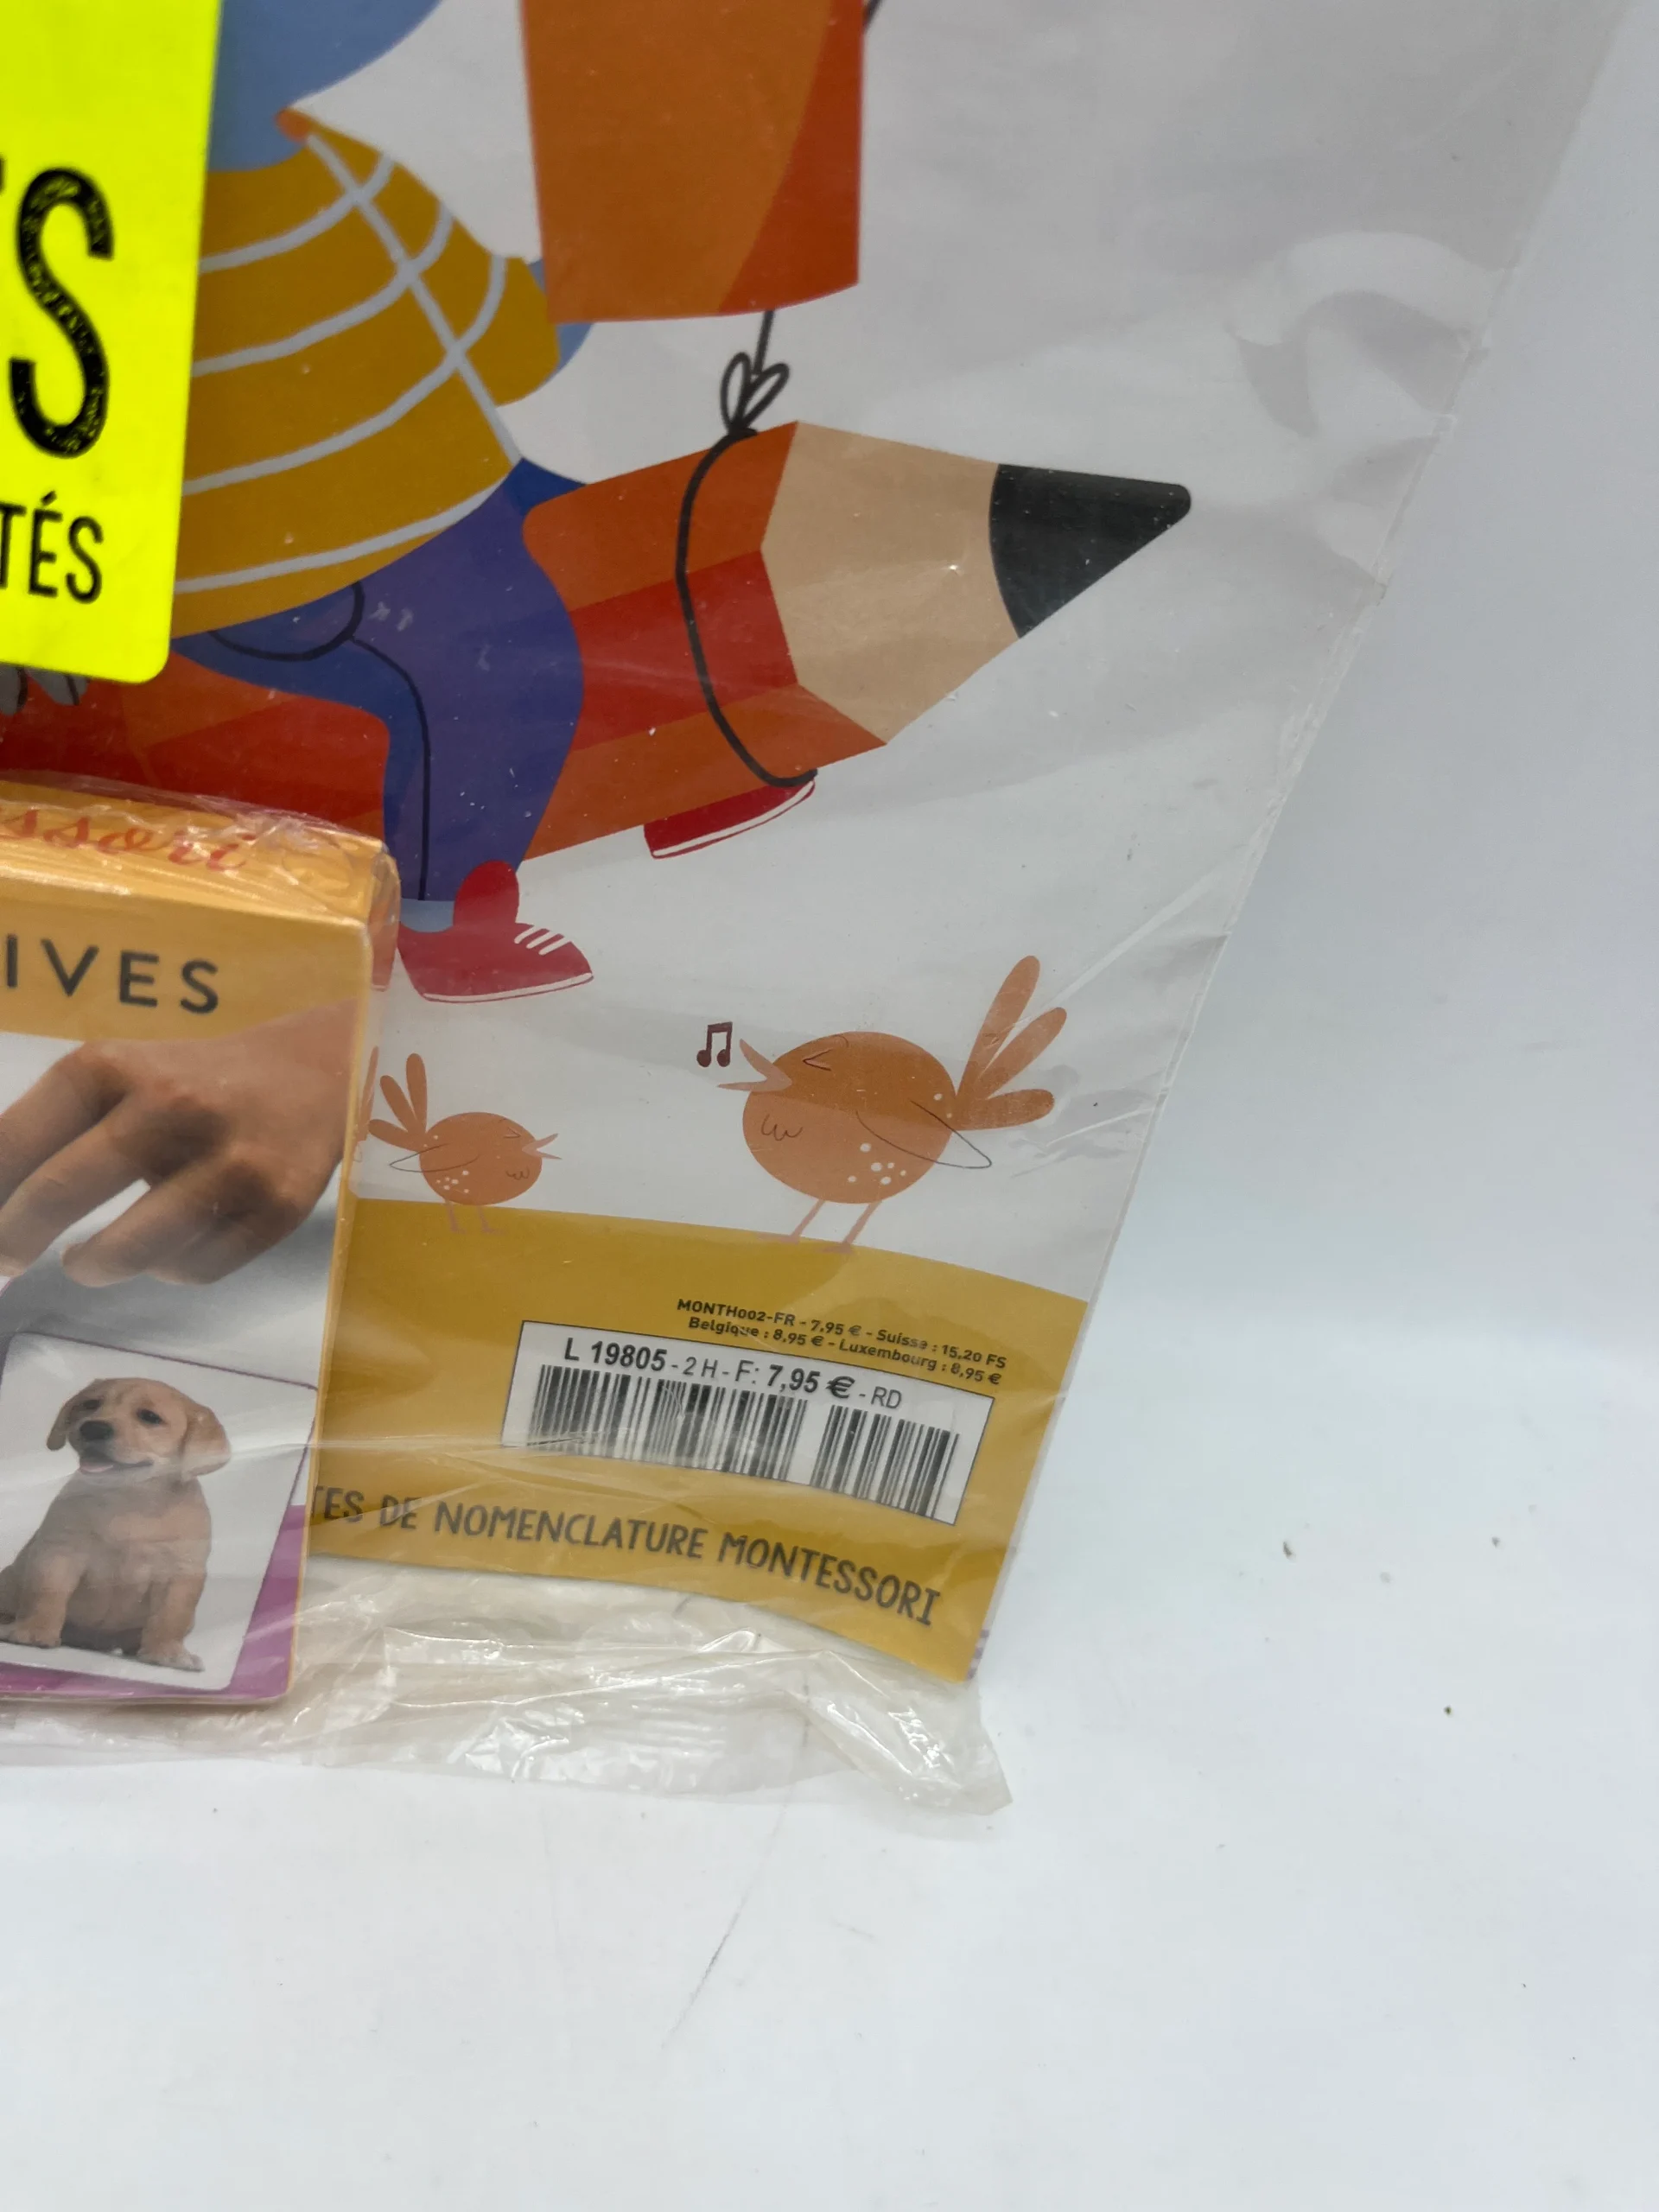 TÉS
IVES
MONTH002-FR - 7,95 € - Suisse : 15,20 FS
Belgique : 8,95 € - Luxembourg : 8,95 €
L 19805 - 2 H - F: 7,95 € - RD
TES DE NOMENCLATURE MONTESSORI